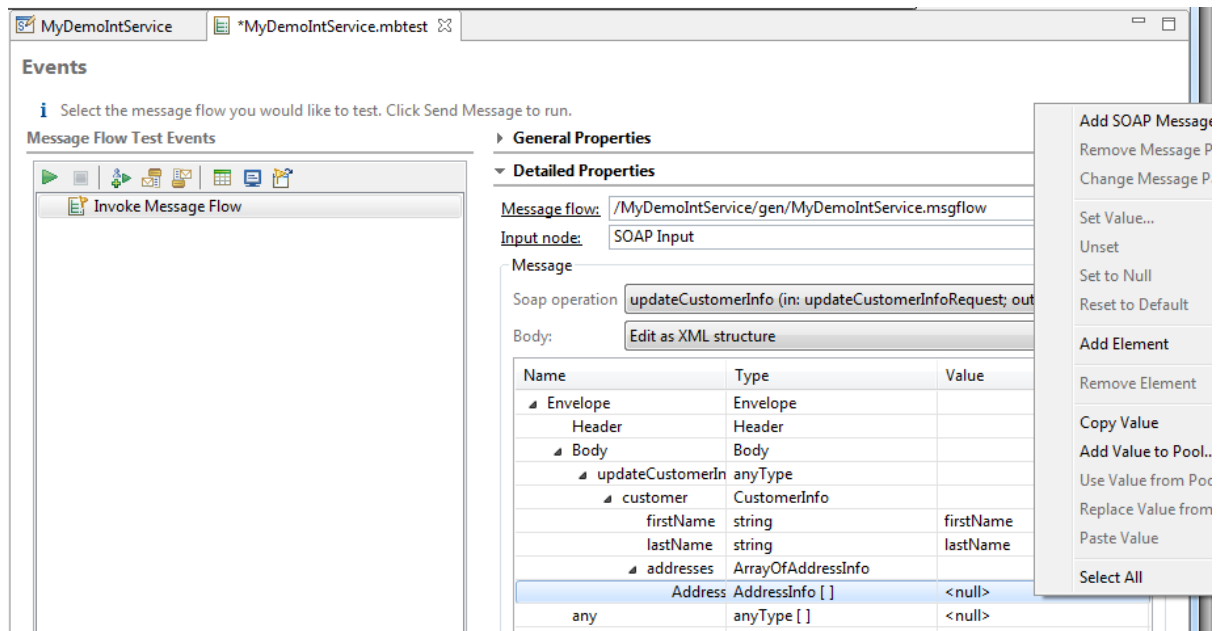 MyDemoIntService
*MyDemoIntService.mbtest
Events
i Select the message flow you would like to test. Click Send Message to run.
Message Flow Test Events
Invoke Message Flow
General Properties
Detailed Properties
Message flow: /MyDemoIntService/gen/MyDemoIntService.msgflow
Input node: SOAP Input
Message
Soap operation updateCustomerInfo (in: updateCustomerInfoRequest; out
Body: Edit as XML structure
Name Type Value
Envelope Envelope
Header Header
Body Body
updateCustomerIn anyType
customer CustomerInfo
firstName string firstName
lastName string lastName
addresses ArrayOfAddressInfo
Address AddressInfo [ ] <null>
any anyType [ ] <null>
Add SOAP Message
Remove Message P
Change Message P
Set Value...
Unset
Set to Null
Reset to Default
Add Element
Remove Element
Copy Value
Add Value to Pool..
Use Value from Poo
Replace Value from
Paste Value
Select All